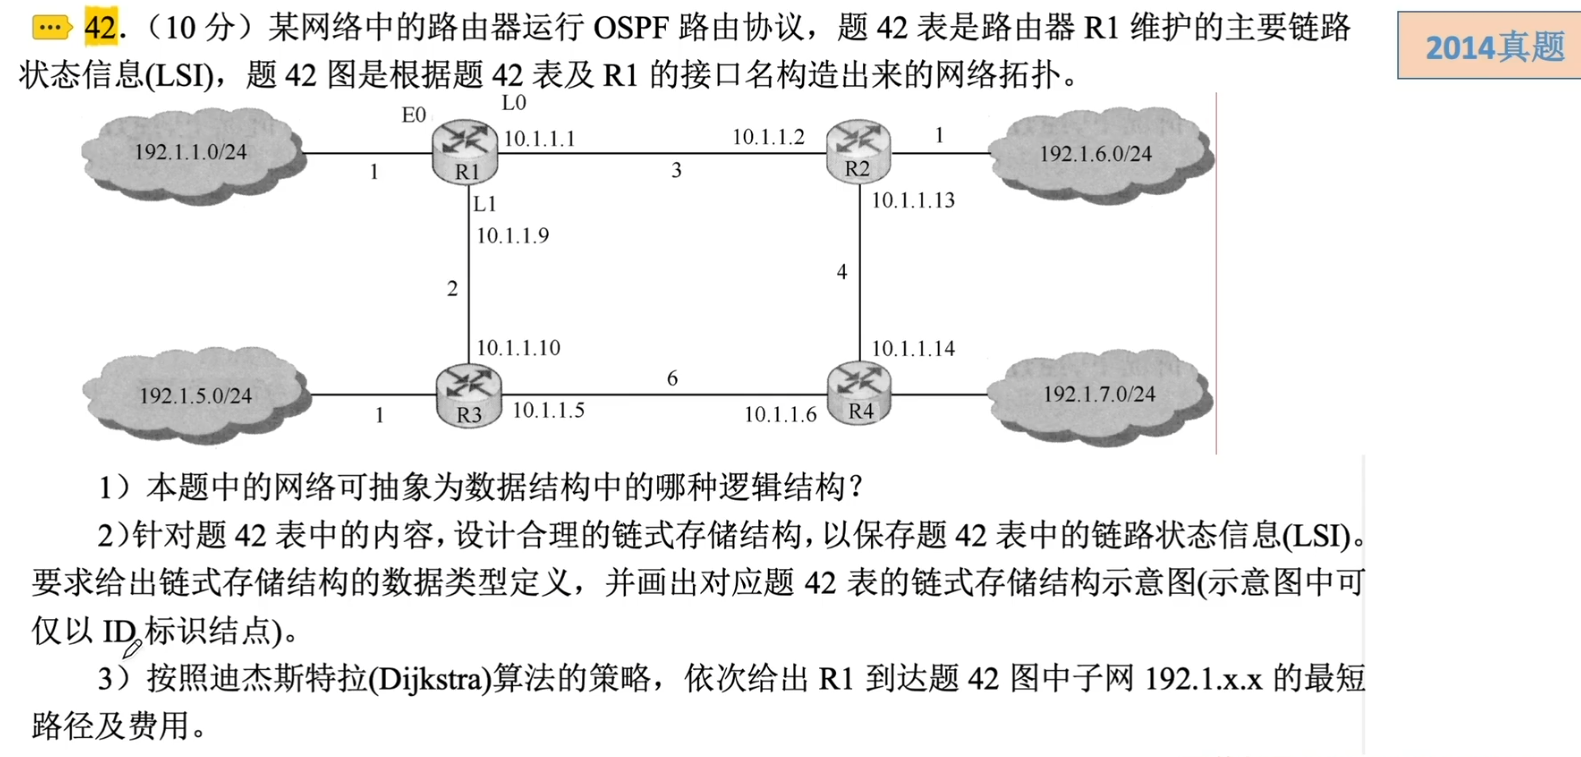 42.（10 分）某网络中的路由器运行 OSPF 路由协议，题 42 表是路由器 R1 维护的主要链路
2014真题
状态信息(LSI)，题 42 图是根据题 42 表及 R1 的接口名构造出来的网络拓扑。
E0
L0
192.1.1.0/24
1
R1
10.1.1.1
3
10.1.1.2
R2
1
192.1.6.0/24
L1
10.1.1.9
10.1.1.13
2
4
10.1.1.10
10.1.1.14
192.1.5.0/24
1
R3
10.1.1.5
6
10.1.1.6
R4
192.1.7.0/24
1）本题中的网络可抽象为数据结构中的哪种逻辑结构？
2)针对题 42 表中的内容，设计合理的链式存储结构，以保存题 42 表中的链路状态信息(LSI)。
要求给出链式存储结构的数据类型定义，并画出对应题 42 表的链式存储结构示意图(示意图中可
仅以 ID 标识结点)。
3）按照迪杰斯特拉(Dijkstra)算法的策略，依次给出 R1 到达题 42 图中子网 192.1.x.x 的最短
路径及费用。